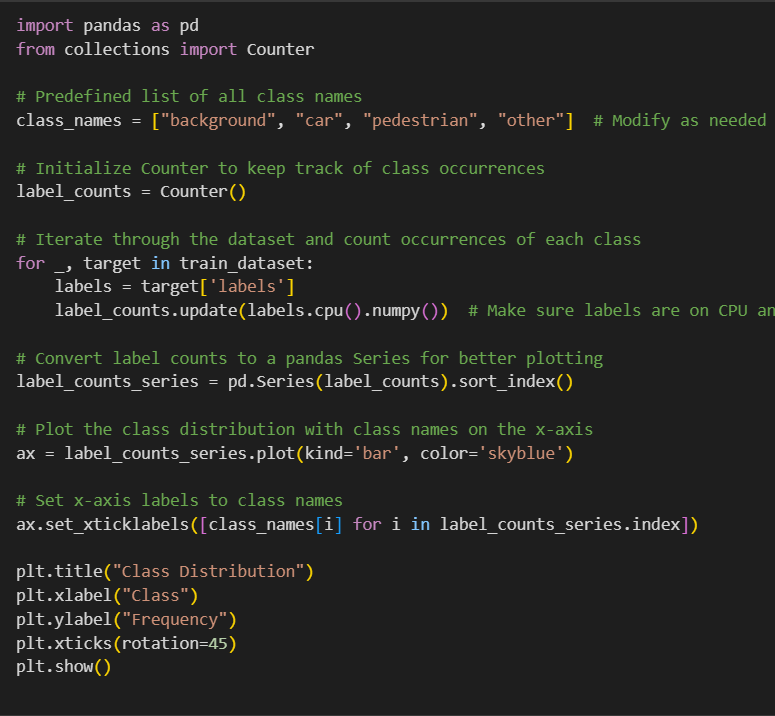 import pandas as pd
from collections import Counter

# Predefined list of all class names
class_names = ["background", "car", "pedestrian", "other"]  # Modify as needed

# Initialize Counter to keep track of class occurrences
label_counts = Counter()

# Iterate through the dataset and count occurrences of each class
for _, target in train_dataset:
    labels = target['labels']
    label_counts.update(labels.cpu().numpy())  # Make sure labels are on CPU an

# Convert label counts to a pandas Series for better plotting
label_counts_series = pd.Series(label_counts).sort_index()

# Plot the class distribution with class names on the x-axis
ax = label_counts_series.plot(kind='bar', color='skyblue')

# Set x-axis labels to class names
ax.set_xticklabels([class_names[i] for i in label_counts_series.index])

plt.title("Class Distribution")
plt.xlabel("Class")
plt.ylabel("Frequency")
plt.xticks(rotation=45)
plt.show()